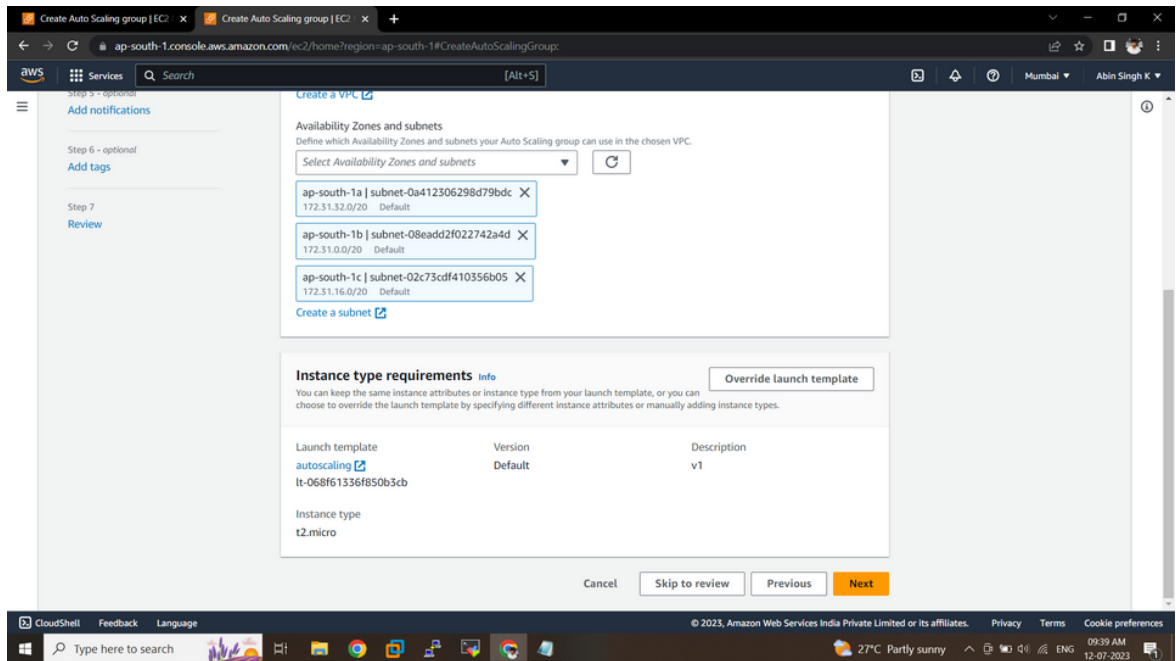 Create Auto Scaling group | EC2
Create Auto Scaling group | EC2
ap-south-1.console.aws.amazon.com/ec2/home?region=ap-south-1#CreateAutoScalingGroup:
aws
Services
Search
[Alt+S]
Mumbai
Abin Singh K
Step 5 - optional
Add notifications
Step 6 - optional
Add tags
Step 7
Review
Create a VPC
Availability Zones and subnets
Define which Availability Zones and subnets your Auto Scaling group can use in the chosen VPC.
Select Availability Zones and subnets
ap-south-1a | subnet-0a412306298d79bdc
172.31.32.0/20 Default
ap-south-1b | subnet-08eadd2f022742a4d
172.31.0.0/20 Default
ap-south-1c | subnet-02c73cdf410356b05
172.31.16.0/20 Default
Create a subnet
Instance type requirements Info
Override launch template
You can keep the same instance attributes or instance type from your launch template, or you can
choose to override the launch template by specifying different instance attributes or manually adding instance types.
Launch template
autoscaling
lt-068f61336f850b3cb
Version
Default
Description
v1
Instance type
t2.micro
Cancel
Skip to review
Previous
Next
CloudShell
Feedback
Language
© 2023, Amazon Web Services India Private Limited or its affiliates.
Privacy
Terms
Cookie preferences
Type here to search
27°C Partly sunny
ENG
09:39 AM
12-07-2023